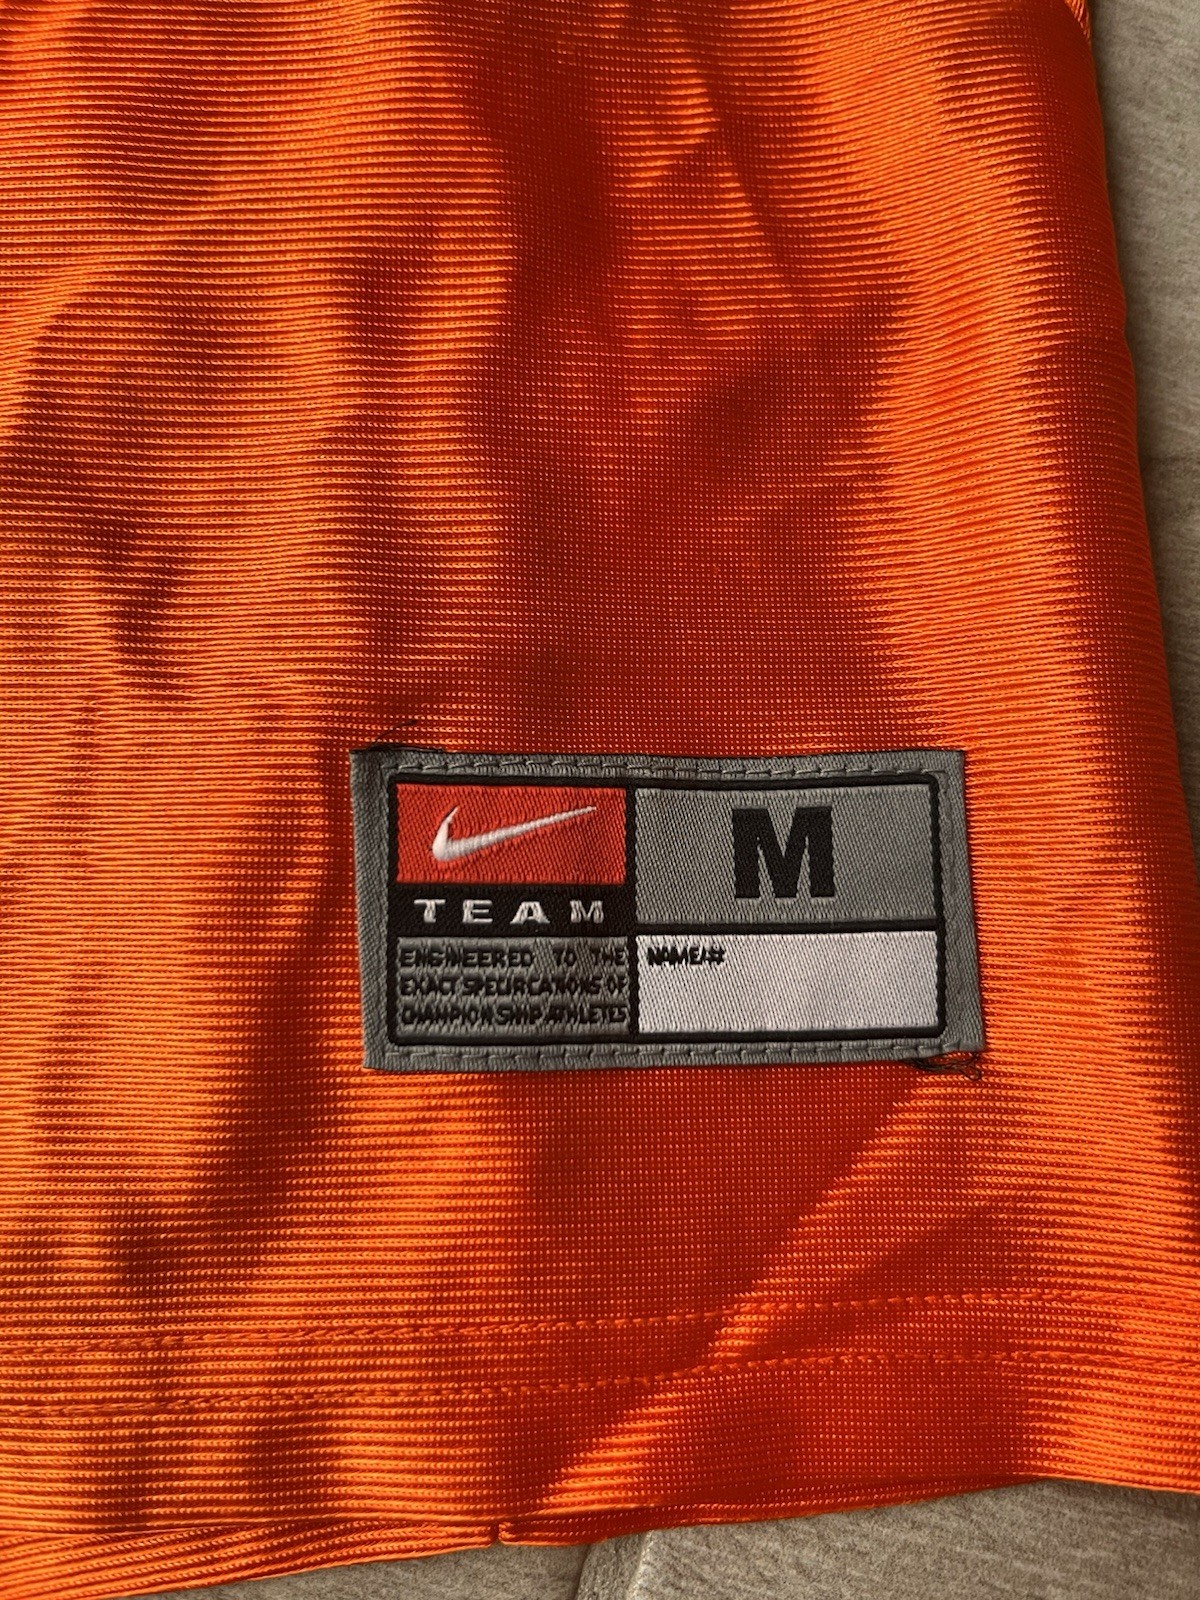 TEAM
ENGINEERED TO THE
EXACT SPECIFICATIONS OF
CHAMPIONSHIP ATHLETES
M
NAME/#